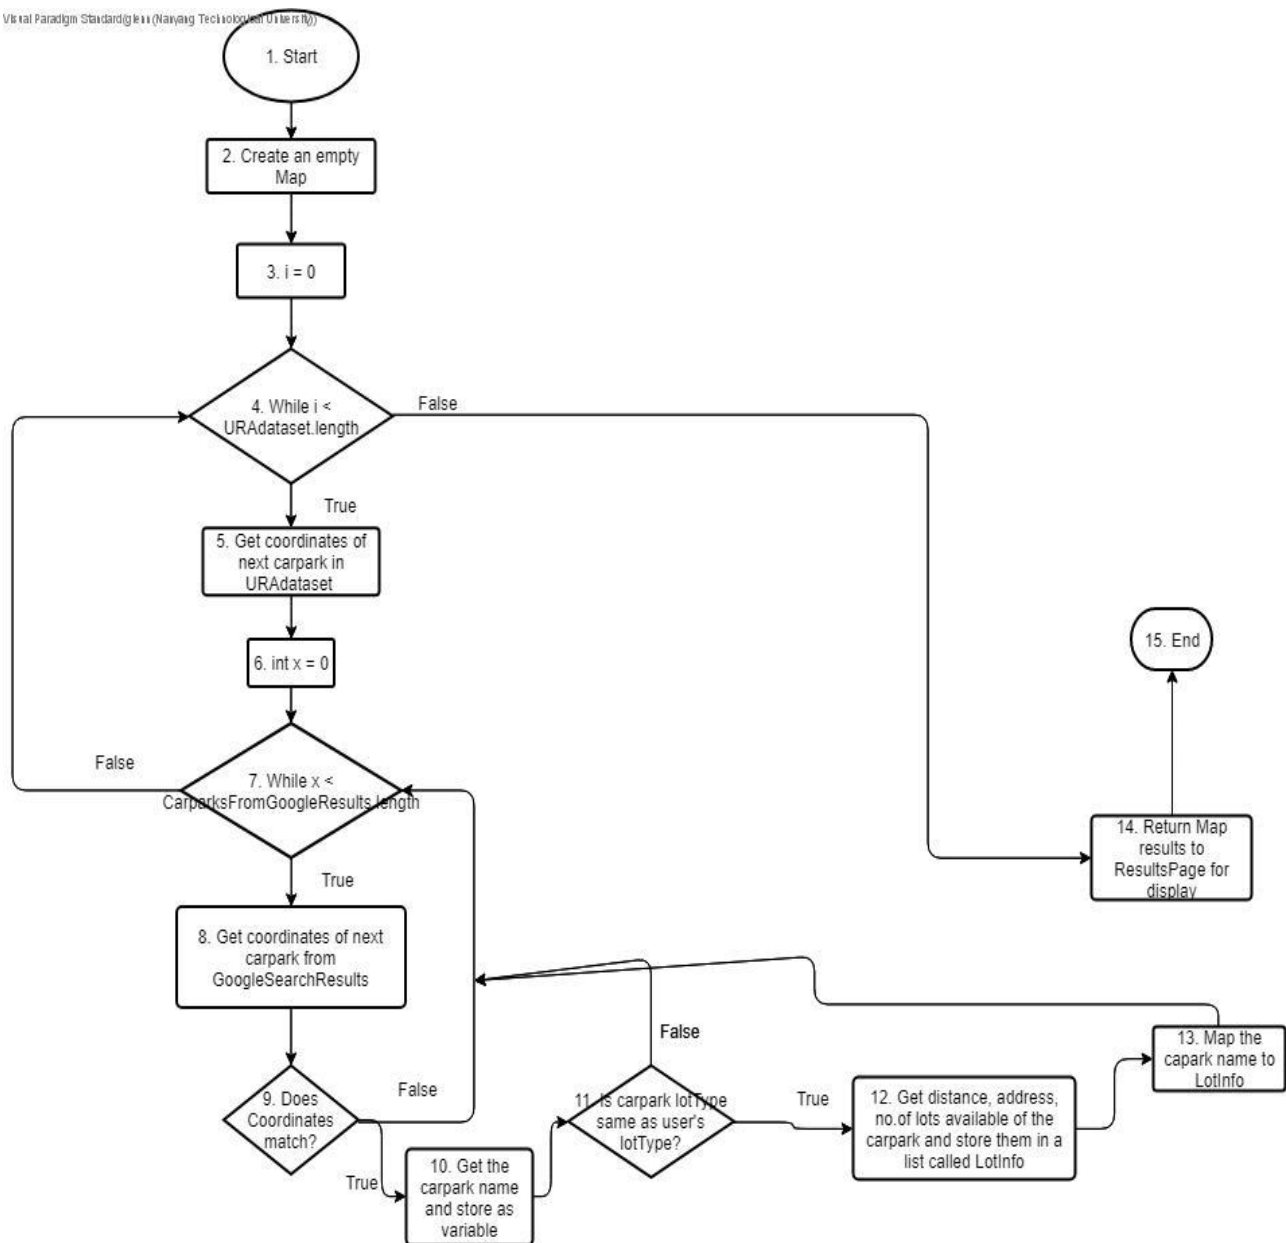 Visual Paradigm Standard(glenn(Nanyang Technological University))
1. Start
2. Create an empty
Map
3. i = 0
4. While i <
URAdataset.length
False
True
5. Get coordinates of
next carpark in
URAdataset
6. int x = 0
15. End
False
7. While x <
CarparksFromGoogleResults.length
14. Return Map
results to
ResultsPage for
display
True
8. Get coordinates of next
carpark from
GoogleSearchResults
False
13. Map the
capark name to
LotInfo
9. Does
Coordinates
match?
False
11. Is carpark lotType
same as user's
lotType?
True
12. Get distance, address,
no.of lots available of the
carpark and store them in a
list called LotInfo
True
10. Get the
carpark name
and store as
variable